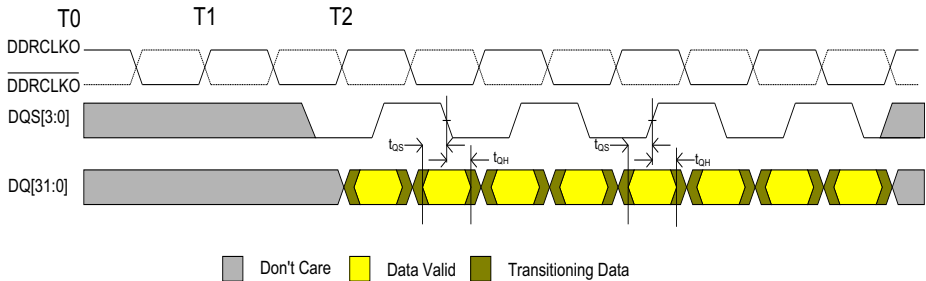 T0 T1 T2
DDRCLKO
DDRCLKO
DQS[3:0]
tQS tQH tQS tQH
DQ[31:0]
Don't Care Data Valid Transitioning Data